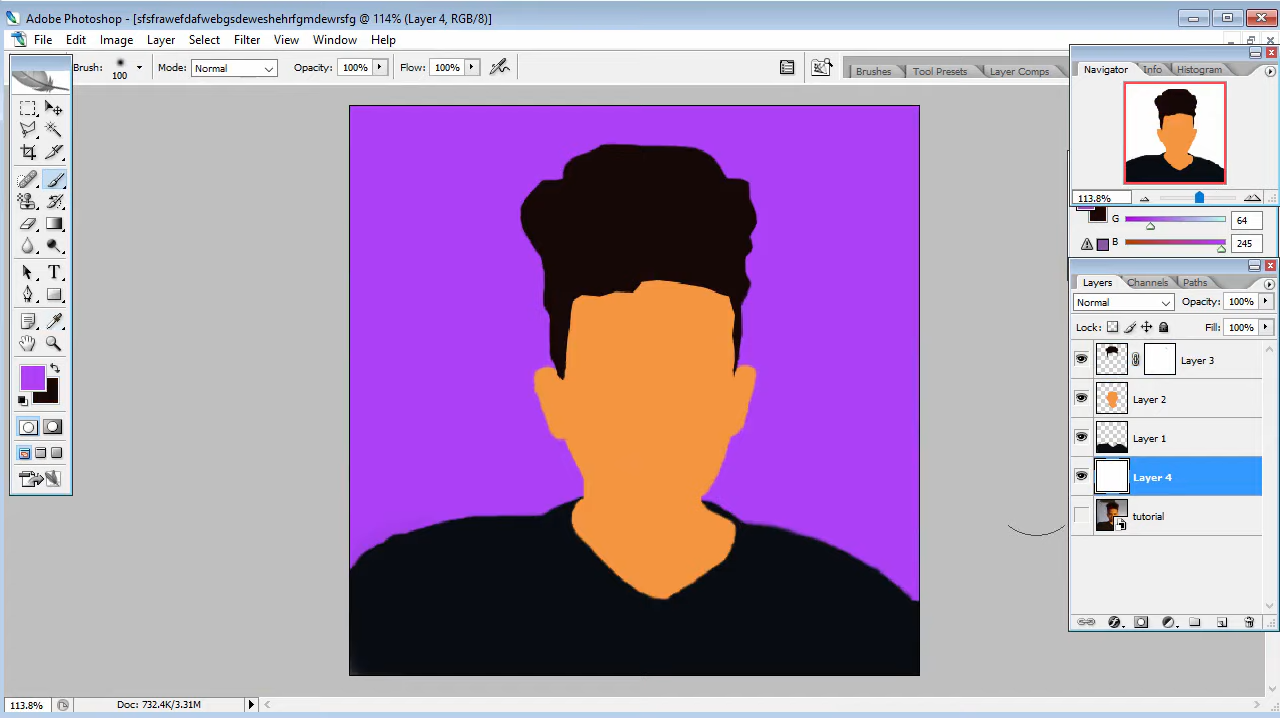 Adobe Photoshop - [sfsfrawefdafwebgsdeweshehrfgmdewrsfg @ 114% (Layer 4, RGB/8)]
File Edit Image Layer Select Filter View Window Help
Brush: 100 Mode: Normal Opacity: 100% Flow: 100% Brushes Tool Presets Layer Comps
Navigator Info Histogram
113.8%
G 64
B 245
Layers Channels Paths
Normal Opacity: 100%
Lock: Fill: 100%
Layer 3
Layer 2
Layer 1
Layer 4
tutorial
113.8% Doc: 732.4K/3.31M